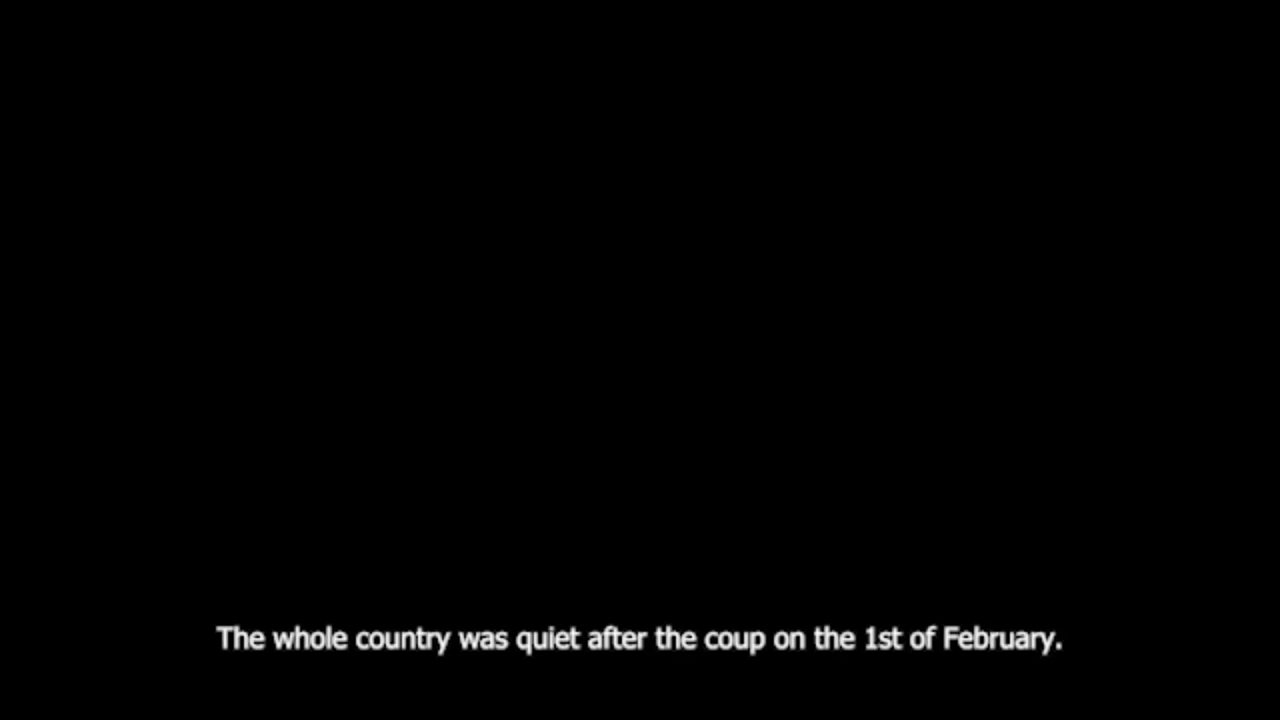 The whole country was quiet after the coup on the 1st of February.